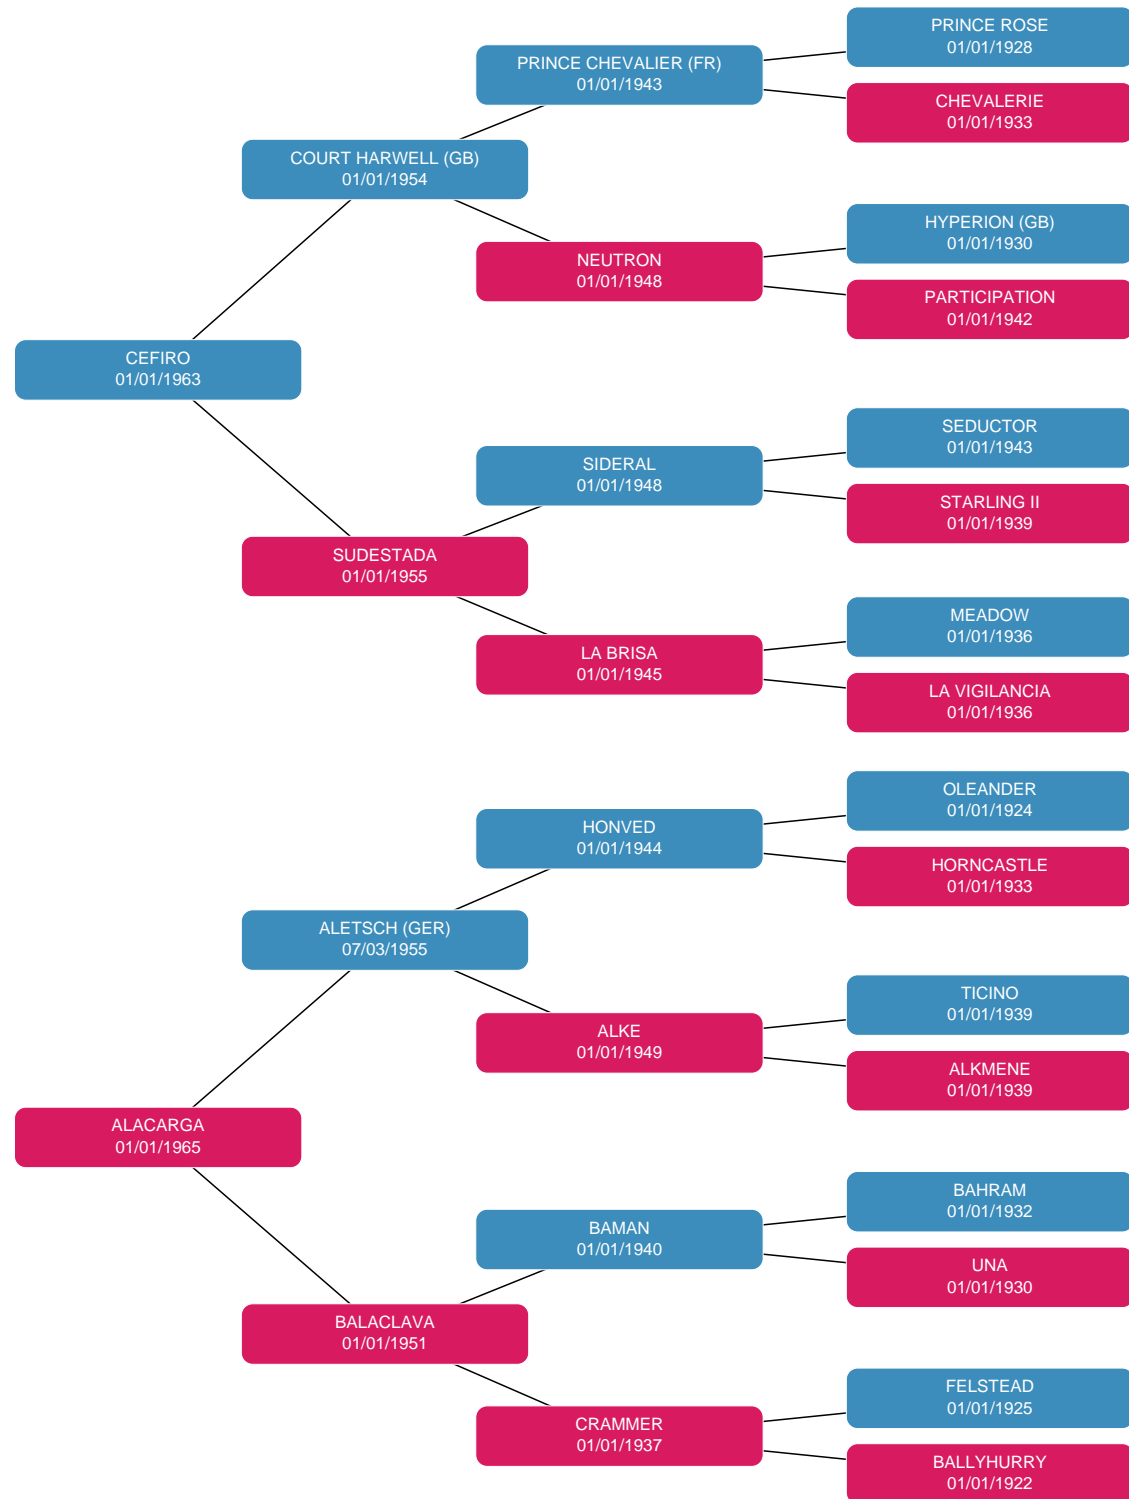 PRINCE ROSE
01/01/1928
PRINCE CHEVALIER (FR)
01/01/1943
CHEVALERIE
01/01/1933
COURT HARWELL (GB)
01/01/1954
HYPERION (GB)
01/01/1930
NEUTRON
01/01/1948
PARTICIPATION
01/01/1942
CEFIRO
01/01/1963
SEDUCTOR
01/01/1943
SIDERAL
01/01/1948
STARLING II
01/01/1939
SUDESTADA
01/01/1955
MEADOW
01/01/1936
LA BRISA
01/01/1945
LA VIGILANCIA
01/01/1936
OLEANDER
01/01/1924
HONVED
01/01/1944
HORNCASTLE
01/01/1933
ALETSCH (GER)
07/03/1955
TICINO
01/01/1939
ALKE
01/01/1949
ALKMENE
01/01/1939
ALACARGA
01/01/1965
BAHRAM
01/01/1932
BAMAN
01/01/1940
UNA
01/01/1930
BALACLAVA
01/01/1951
FELSTEAD
01/01/1925
CRAMMER
01/01/1937
BALLYHURRY
01/01/1922